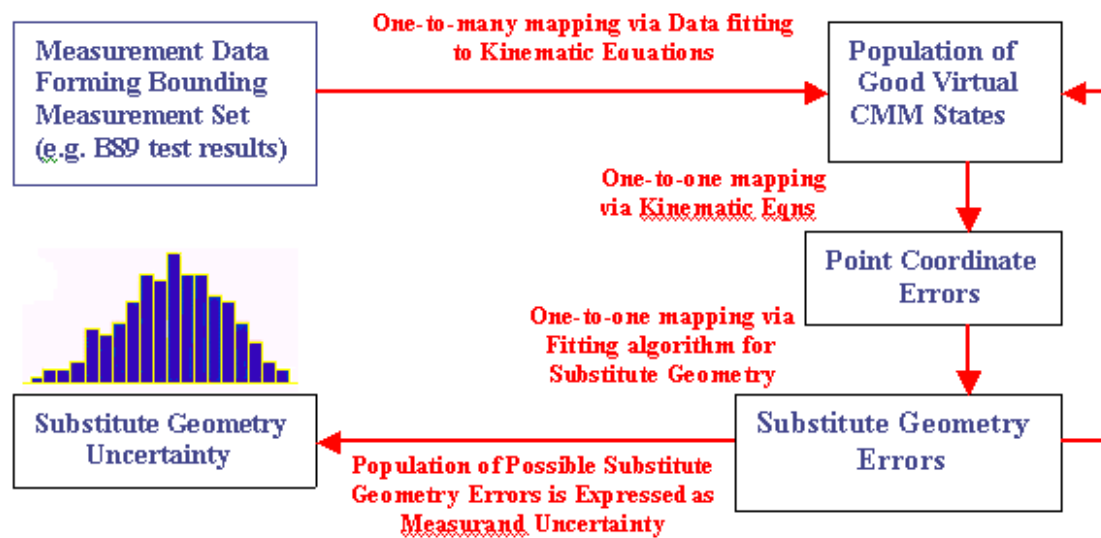 Measurement Data
Forming Bounding
Measurement Set
(e.g. B89 test results)
One-to-many mapping via Data fitting
to Kinematic Equations
Population of
Good Virtual
CMM States
One-to-one mapping
via Kinematic Eqns
Point Coordinate
Errors
One-to-one mapping via
Fitting algorithm for
Substitute Geometry
Substitute Geometry
Errors
Population of Possible Substitute
Geometry Errors is Expressed as
Measurand Uncertainty
Substitute Geometry
Uncertainty